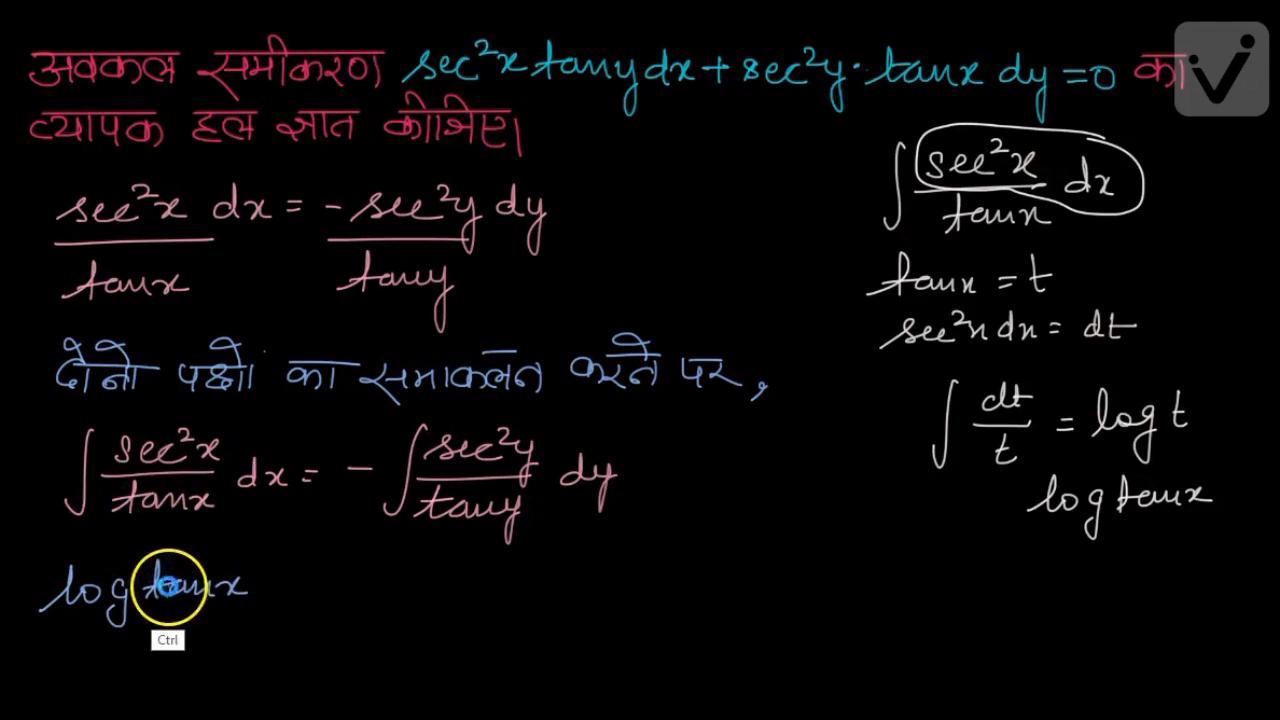 अवकल समीकरण sec²x tany dx + sec²y · tanx dy = 0 का
व्यापक हल ज्ञात कीजिए।
sec²x/tanx dx = - sec²y/tany dy
दोनो पक्षो का समाकलन करने पर ,
∫ sec²x/tanx dx = - ∫ sec²y/tany dy
log tanx
Ctrl
∫ sec²x/tanx dx
tanx = t
sec²x dx = dt
∫ dt/t = log t
log tanx